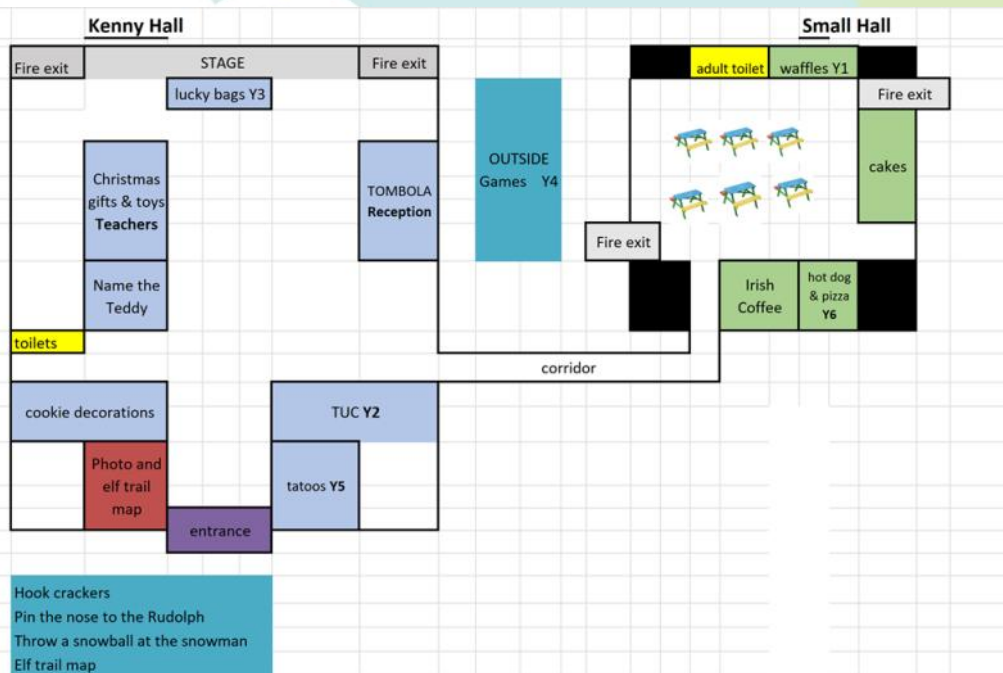 Kenny Hall
Small Hall
Fire exit
STAGE
Fire exit
adult toilet
waffles Y1
lucky bags Y3
Fire exit
Christmas
gifts & toys
Teachers
TOMBOLA
Reception
OUTSIDE
Games Y4
cakes
Fire exit
Name the
Teddy
Irish
Coffee
hot dog
& pizza
Y6
toilets
corridor
cookie decorations
TUC Y2
Photo and
elf trail
map
tatoos Y5
entrance
Hook crackers
Pin the nose to the Rudolph
Throw a snowball at the snowman
Elf trail map